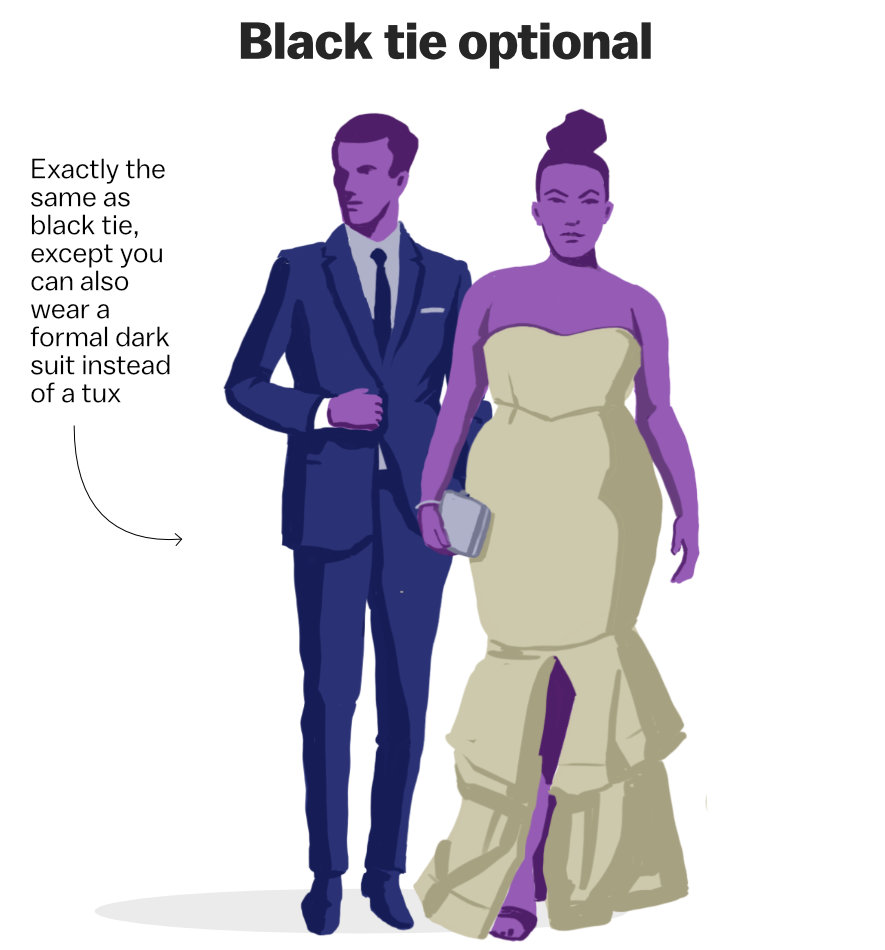 Black tie optional
Exactly the
same as
black tie,
except you
can also
wear a
formal dark
suit instead
of a tux